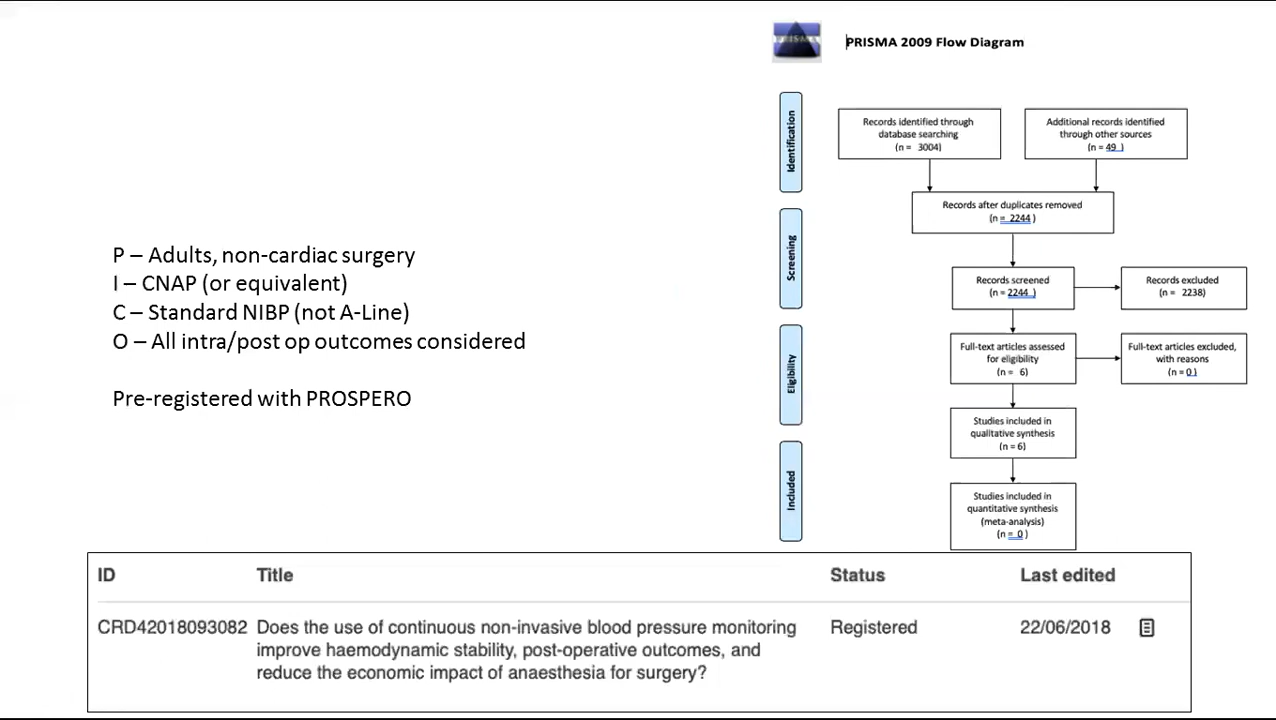 PRISMA 2009 Flow Diagram
Identification
Records identified through
database searching
(n = 3004)
Additional records identified
through other sources
(n = 49 )
Records after duplicates removed
(n = 2244 )
Screening
Records screened
(n = 2244 )
Records excluded
(n = 2238)
Eligibility
Full-text articles assessed
for eligibility
(n = 6)
Full-text articles excluded,
with reasons
(n = 0 )
Studies included in
qualitative synthesis
(n = 6)
Included
Studies included in
quantitative synthesis
(meta-analysis)
(n = 0 )
P – Adults, non-cardiac surgery
I – CNAP (or equivalent)
C – Standard NIBP (not A-Line)
O – All intra/post op outcomes considered
Pre-registered with PROSPERO
ID Title Status Last edited
CRD42018093082 Does the use of continuous non-invasive blood pressure monitoring Registered 22/06/2018
improve haemodynamic stability, post-operative outcomes, and
reduce the economic impact of anaesthesia for surgery?